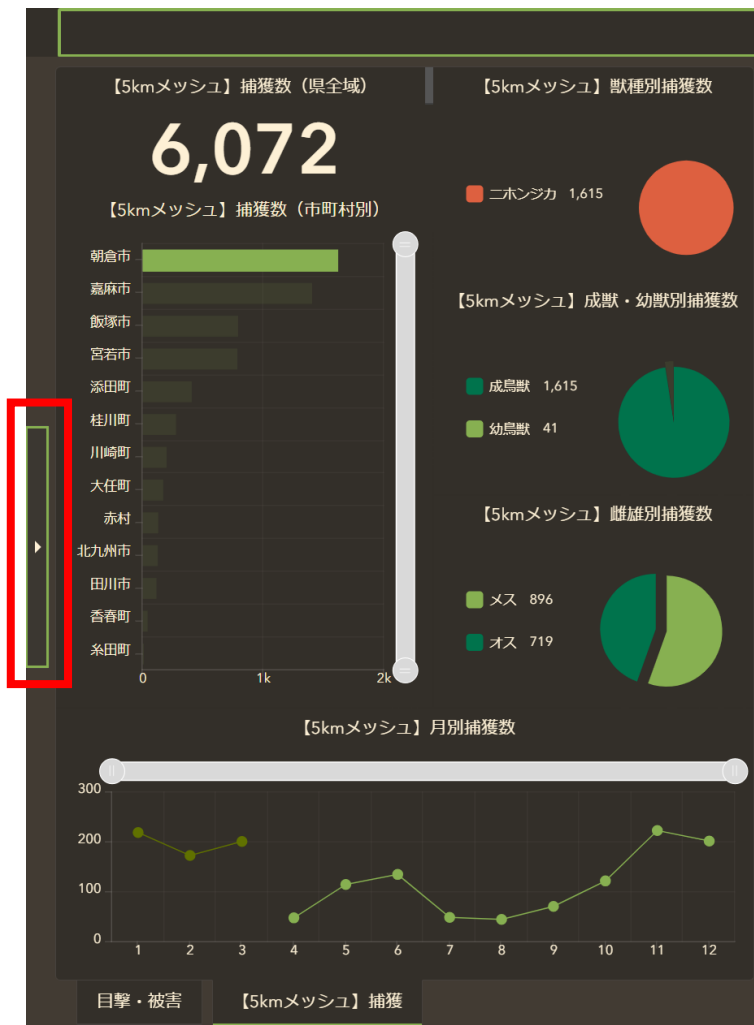 【5kmメッシュ】捕獲数（県全域）
6,072
【5kmメッシュ】捕獲数（市町村別）
朝倉市
嘉麻市
飯塚市
宮若市
添田町
桂川町
川崎町
大任町
赤村
北九州市
田川市
香春町
糸田町
0 1k 2k
【5kmメッシュ】獣種別捕獲数
ニホンジカ 1,615
【5kmメッシュ】成獣・幼獣別捕獲数
成鳥獣 1,615
幼鳥獣 41
【5kmメッシュ】雌雄別捕獲数
メス 896
オス 719
【5kmメッシュ】月別捕獲数
300
200
100
0
1 2 3 4 5 6 7 8 9 10 11 12
目撃・被害 【5kmメッシュ】捕獲